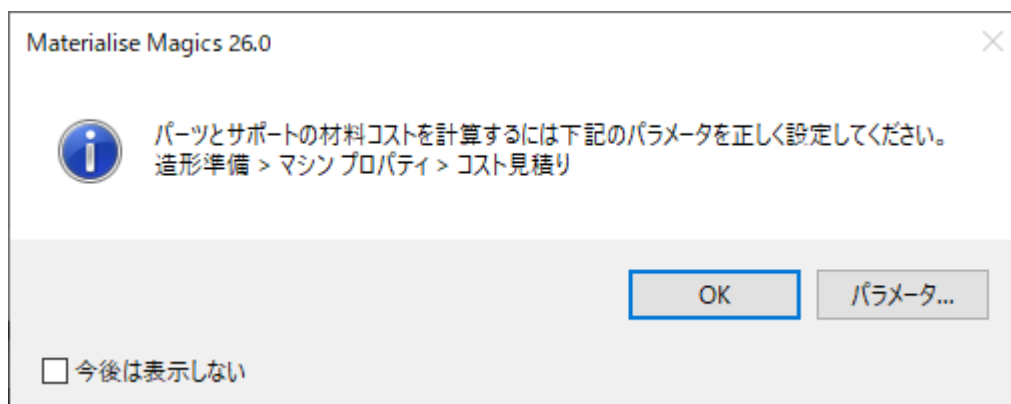 Materialise Magics 26.0
パーツとサポートの材料コストを計算するには下記のパラメータを正しく設定してください。
造形準備 > マシン プロパティ > コスト見積り
OK
パラメータ...
今後は表示しない